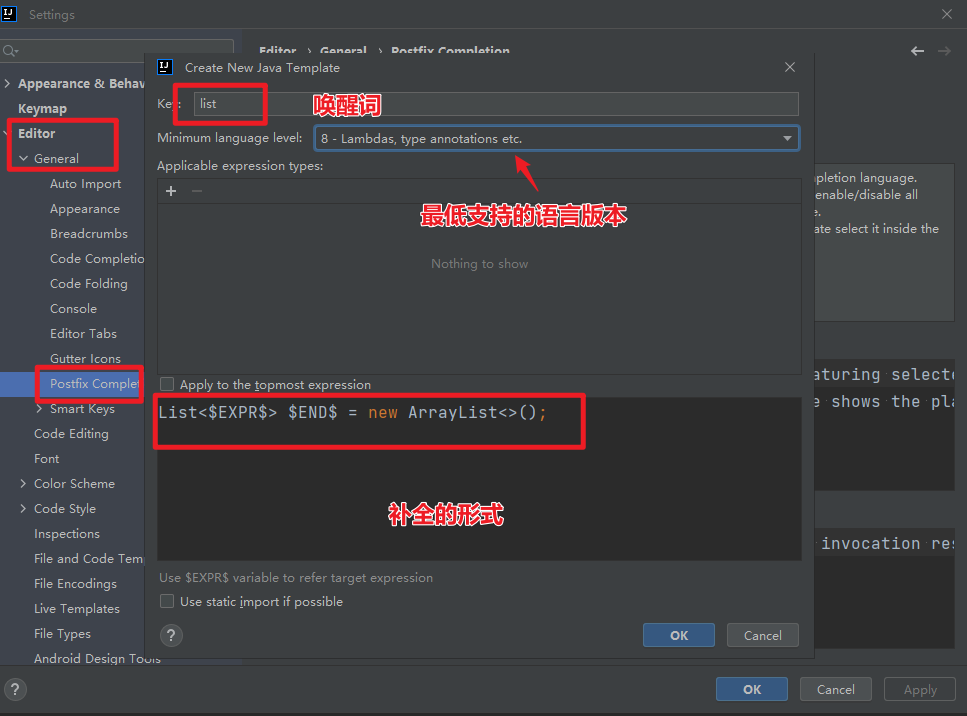 Settings
Editor › General › Postfix Completion
Create New Java Template
Key: list
唤醒词
Minimum language level: 8 - Lambdas, type annotations etc.
最低支持的语言版本
Applicable expression types:
Nothing to show
Apply to the topmost expression
List<$EXPR$> $END$ = new ArrayList<>();
补全的形式
Use $EXPR$ variable to refer target expression
Use static import if possible
?
OK
Cancel
Appearance & Behav
Keymap
Editor
General
Auto Import
Appearance
Breadcrumbs
Code Completio
Code Folding
Console
Editor Tabs
Gutter Icons
Postfix Complet
Smart Keys
Code Editing
Font
Color Scheme
Code Style
Inspections
File and Code Tem
File Encodings
Live Templates
File Types
Android Design Tools
mpletion language.
enable/disable all
e.
ate select it inside the
aturing selecte
e shows the pla
invocation res
?
OK
Cancel
Apply